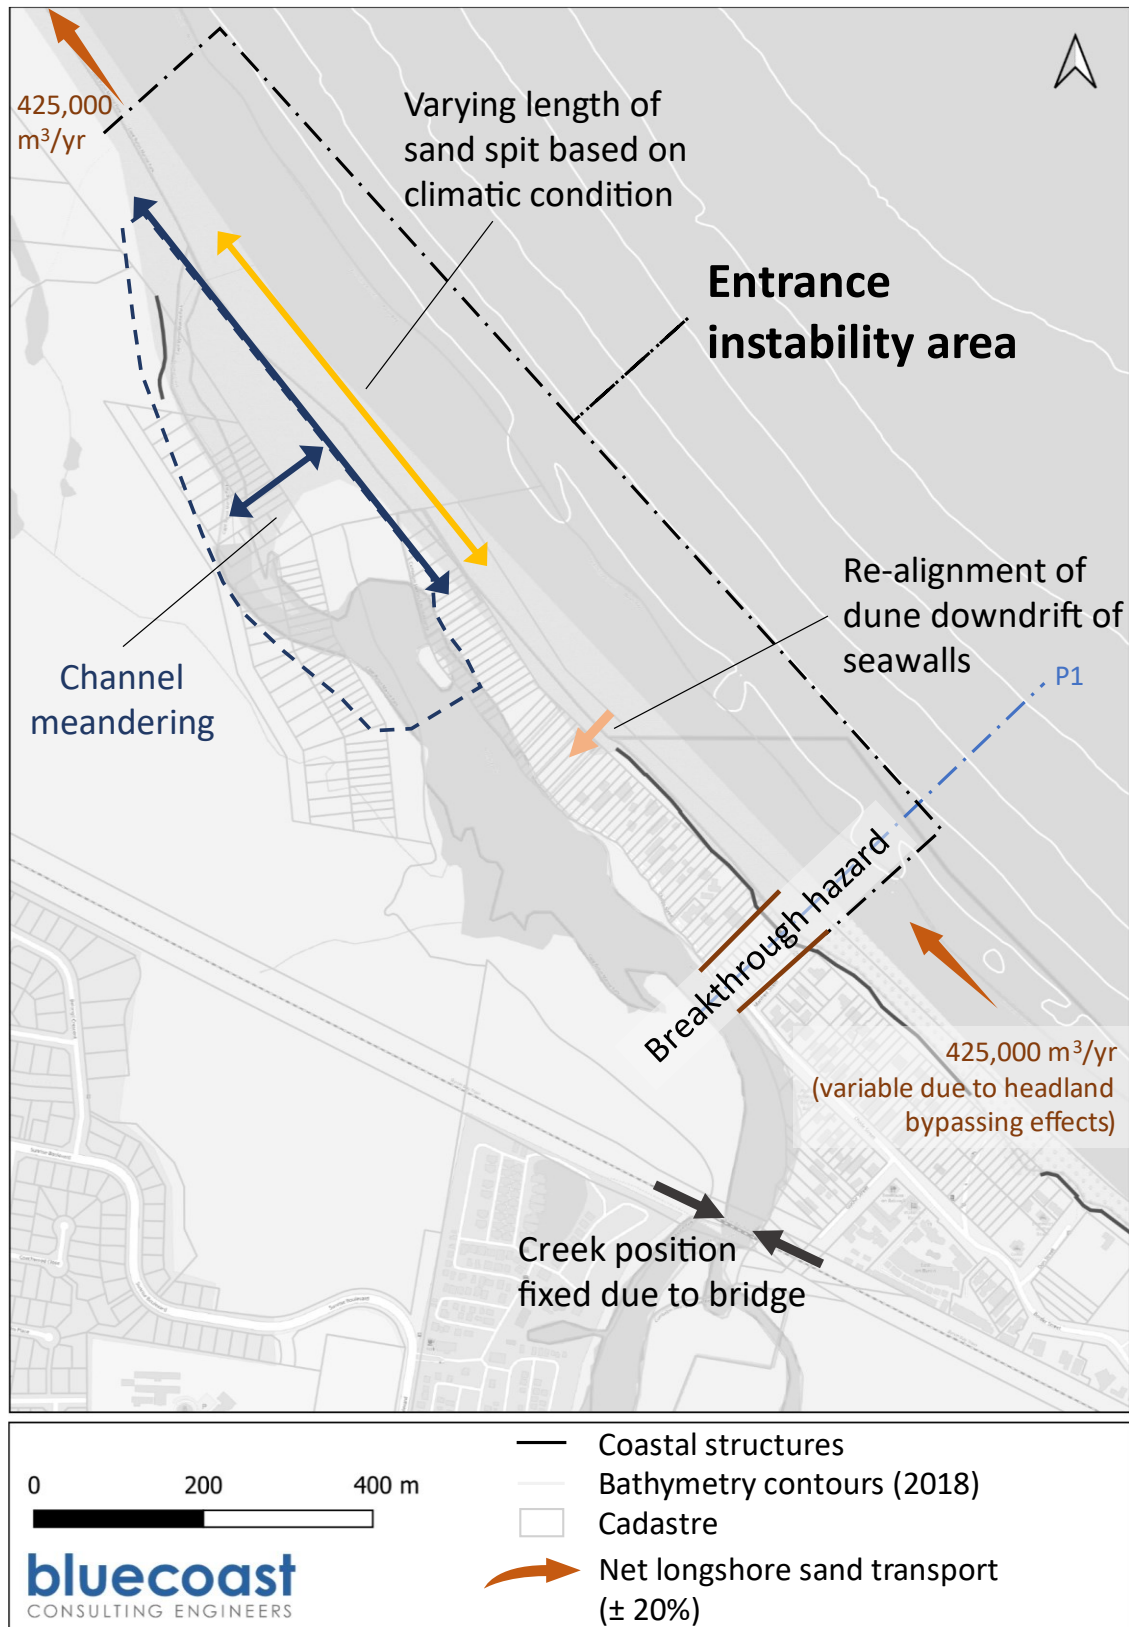 425,000
m³/yr
Varying length of
sand spit based on
climatic condition
Entrance
instability area
Re-alignment of
dune downdrift of
seawalls
P1
Channel
meandering
Breakthrough hazard
425,000 m³/yr
(variable due to headland
bypassing effects)
Creek position
fixed due to bridge
0 200 400 m
Coastal structures
Bathymetry contours (2018)
Cadastre
Net longshore sand transport
(± 20%)
bluecoast
CONSULTING ENGINEERS